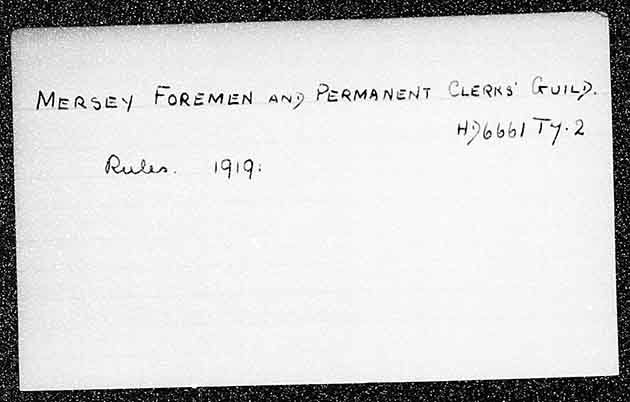 MERSEY FOREMEN AND PERMANENT CLERKS' GUILD.
HD6661 Ty.2
Rules. 1919.